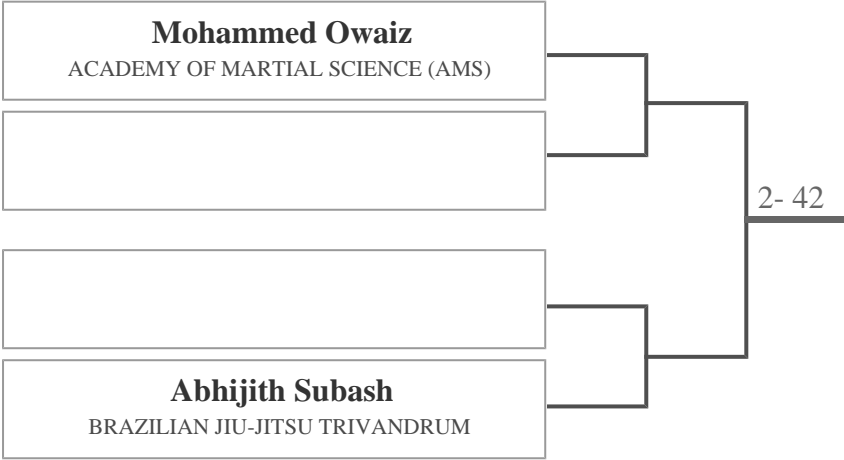 Mohammed Owaiz
ACADEMY OF MARTIAL SCIENCE (AMS)
2- 42
Abhijith Subash
BRAZILIAN JIU-JITSU TRIVANDRUM